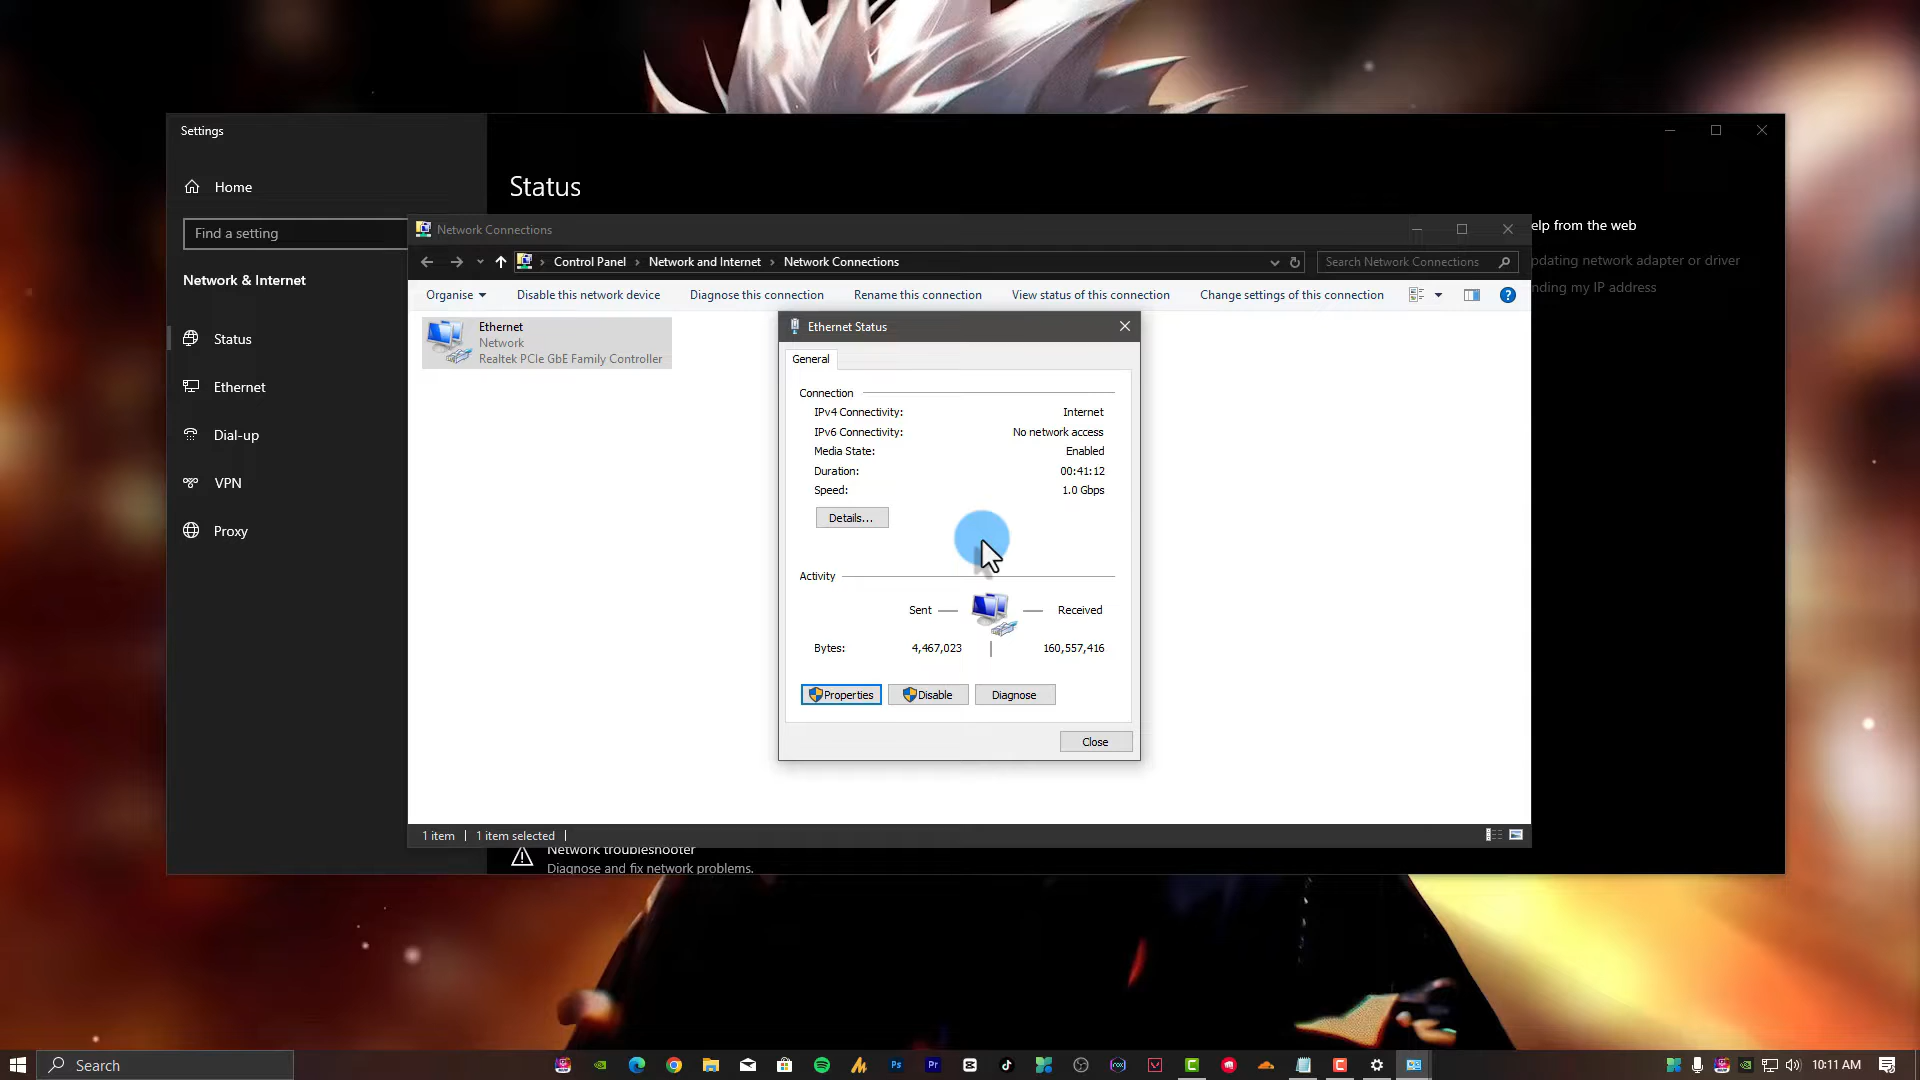 Settings
Home
Find a setting
Network & Internet
Status
Ethernet
Dial-up
VPN
Proxy
Status
elp from the web
pdating network adapter or driver
nding my IP address
Network Connections
Control Panel > Network and Internet > Network Connections
Search Network Connections
Organise
Disable this network device
Diagnose this connection
Rename this connection
View status of this connection
Change settings of this connection
Ethernet
Network
Realtek PCIe GbE Family Controller
Ethernet Status
General
Connection
IPv4 Connectivity: Internet
IPv6 Connectivity: No network access
Media State: Enabled
Duration: 00:41:12
Speed: 1.0 Gbps
Details...
Activity
Sent — Received
Bytes: 4,467,023 | 160,557,416
Properties Disable Diagnose
Close
1 item | 1 item selected |
Network troubleshooter
Diagnose and fix network problems.
Search
Ps
Pr
10:11 AM